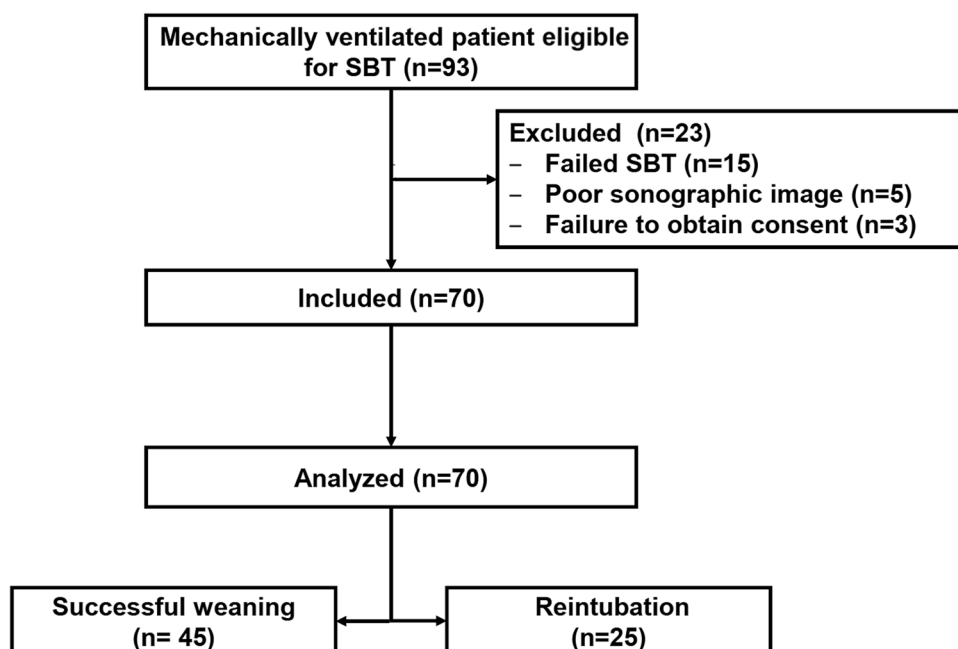 Mechanically ventilated patient eligible
for SBT (n=93)
Excluded  (n=23)
– Failed SBT (n=15)
– Poor sonographic image (n=5)
– Failure to obtain consent (n=3)
Included (n=70)
Analyzed (n=70)
Successful weaning
(n= 45)
Reintubation
(n=25)